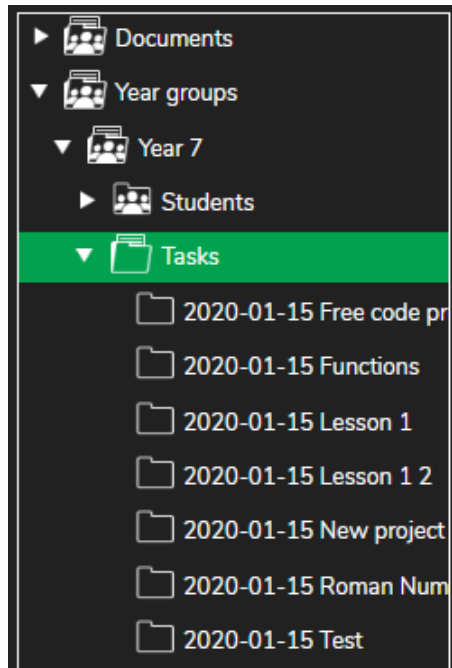 Documents
Year groups
Year 7
Students
Tasks
2020-01-15 Free code pr
2020-01-15 Functions
2020-01-15 Lesson 1
2020-01-15 Lesson 1 2
2020-01-15 New project
2020-01-15 Roman Num
2020-01-15 Test